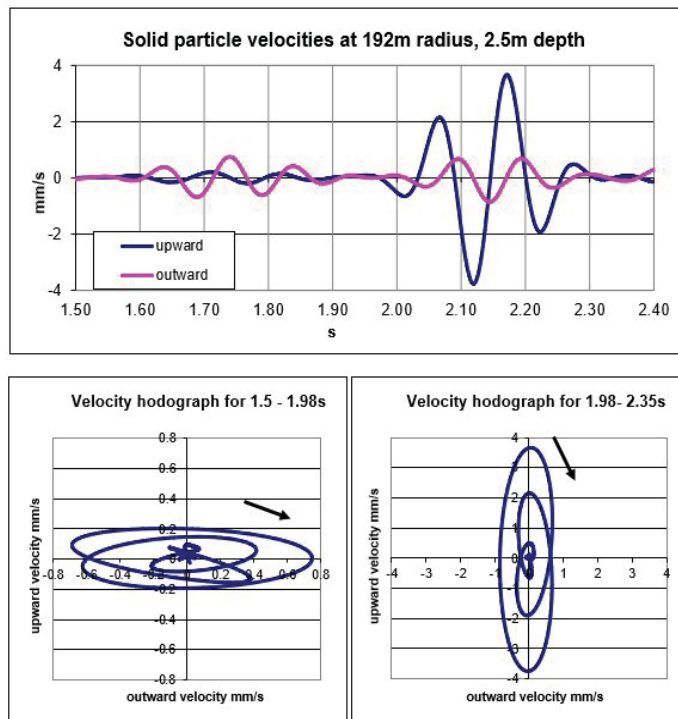 Solid particle velocities at 192m radius, 2.5m depth
4
2
0
-2
-4
mm/s
upward
outward
1.50 1.60 1.70 1.80 1.90 2.00 2.10 2.20 2.30 2.40
s
Velocity hodograph for 1.5 - 1.98s
0.8
0.6
0.4
0.2
0.0
-0.2
-0.4
-0.6
-0.8
-0.8 -0.6 -0.4 -0.2 0 0.2 0.4 0.6 0.8
upward velocity mm/s
outward velocity mm/s
Velocity hodograph for 1.98- 2.35s
4
3
2
1
0
-1
-2
-3
-4
-4 -3 -2 -1 0 1 2 3 4
upward velocity mm/s
outward velocity mm/s